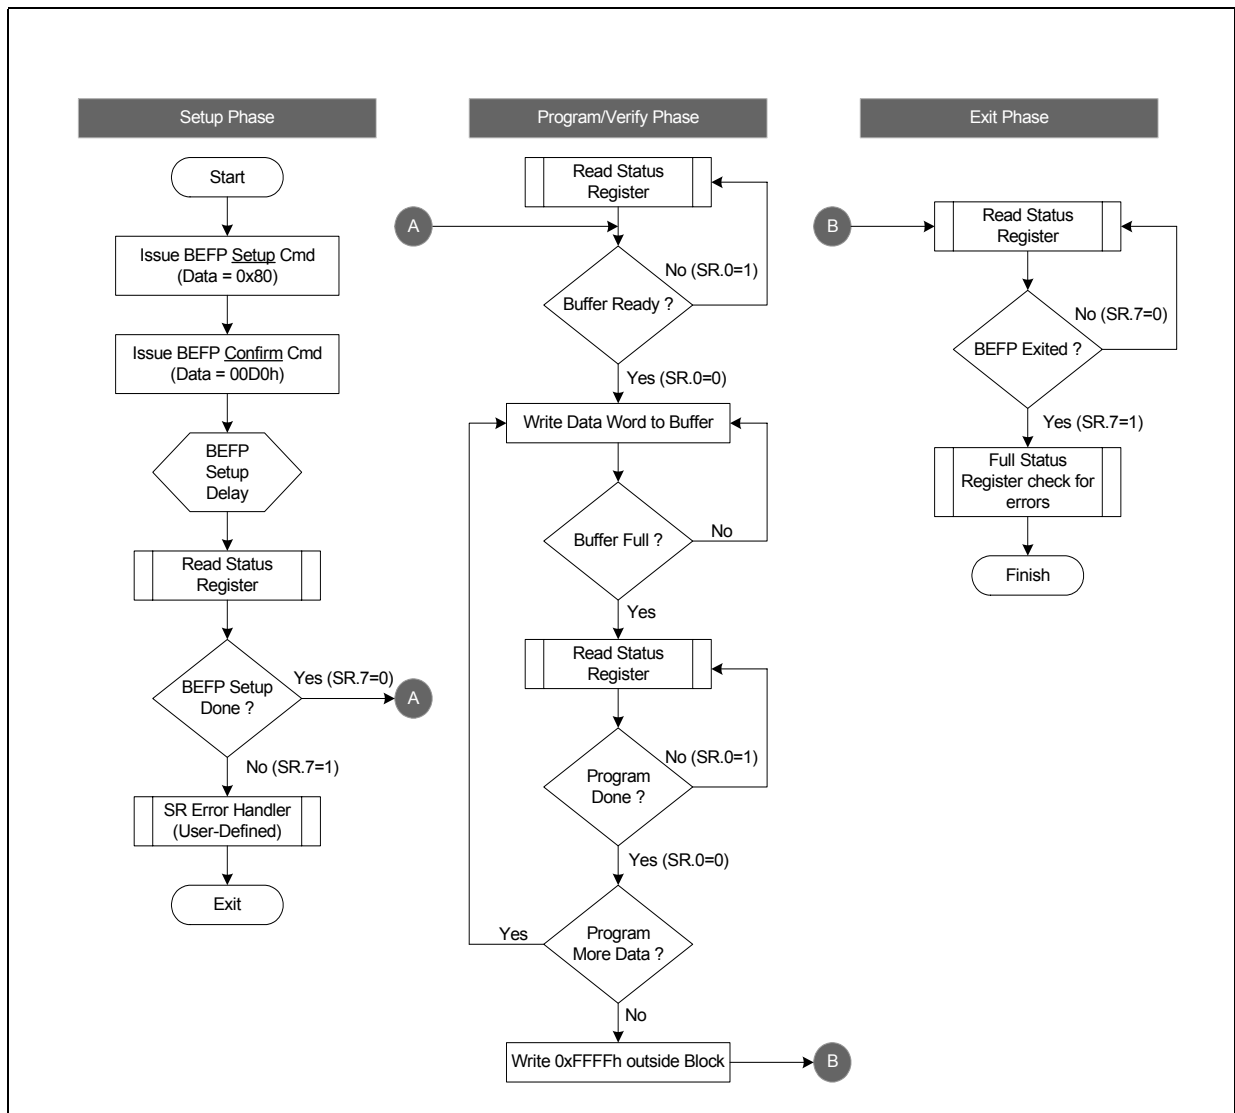 Setup Phase
Start
Issue BEFP Setup Cmd
(Data = 0x80)
Issue BEFP Confirm Cmd
(Data = 00D0h)
BEFP
Setup
Delay
Read Status
Register
BEFP Setup
Done ?
Yes (SR.7=0)
A
No (SR.7=1)
SR Error Handler
(User-Defined)
Exit
Program/Verify Phase
Read Status
Register
A
Buffer Ready ?
No (SR.0=1)
Yes (SR.0=0)
Write Data Word to Buffer
Buffer Full ?
No
Yes
Read Status
Register
Program
Done ?
No (SR.0=1)
Yes (SR.0=0)
Program
More Data ?
Yes
No
Write 0xFFFFh outside Block
B
Exit Phase
B
Read Status
Register
BEFP Exited ?
No (SR.7=0)
Yes (SR.7=1)
Full Status
Register check for
errors
Finish